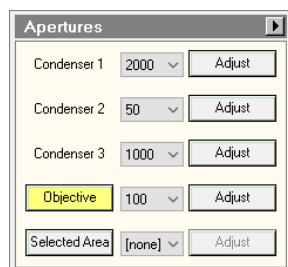 Apertures
Condenser 1 2000 Adjust
Condenser 2 50 Adjust
Condenser 3 1000 Adjust
Objective 100 Adjust
Selected Area [none] Adjust